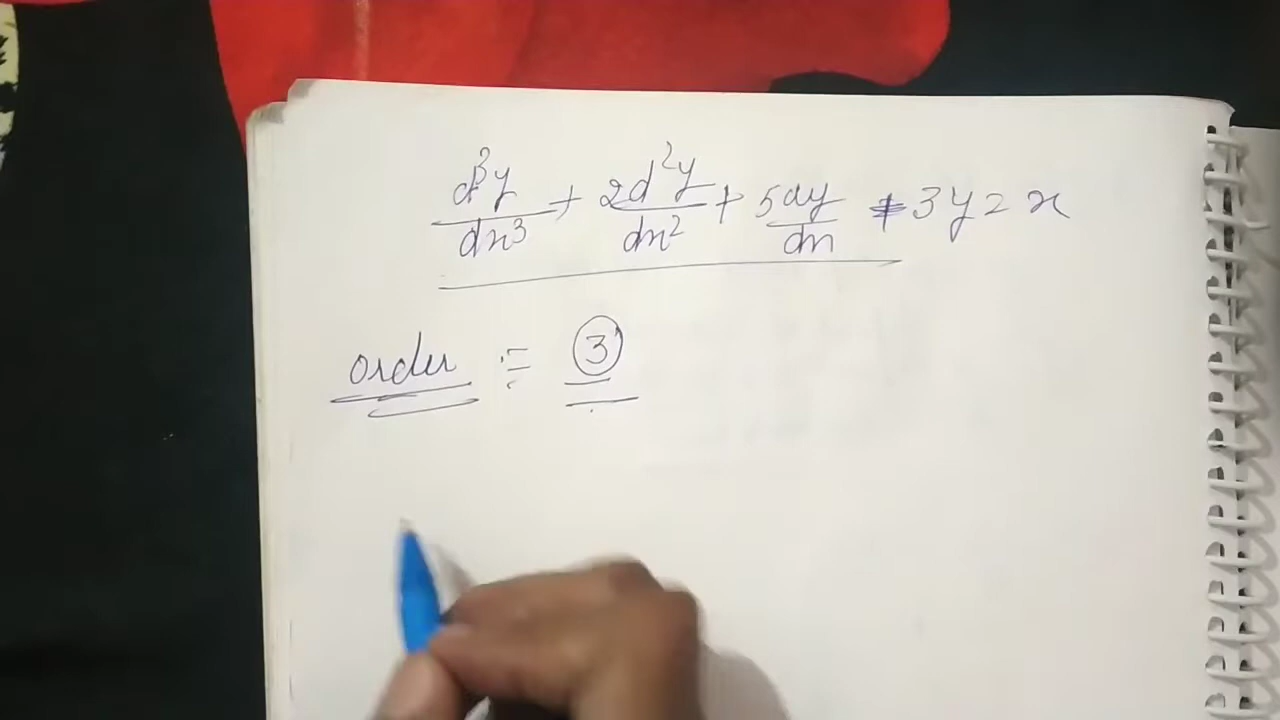 d³y/dx³ + 2d²y/dx² + 5dy/dx + 3y = x
order := 3